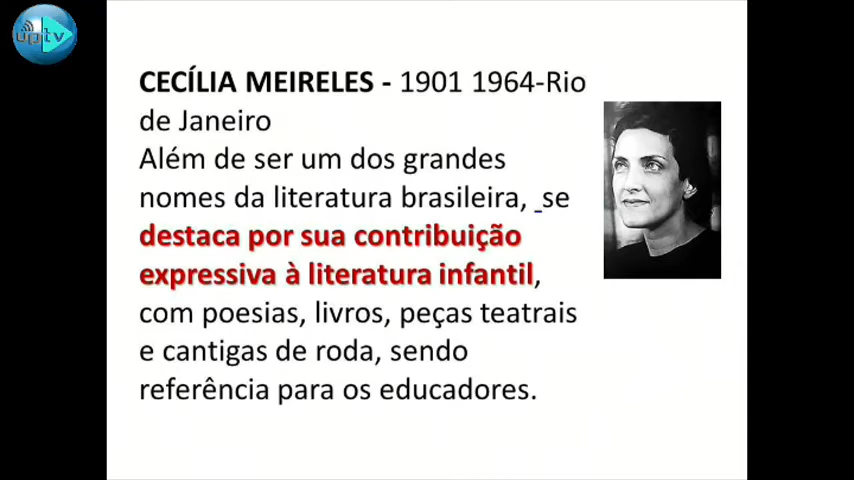 uptv
CECÍLIA MEIRELES - 1901 1964-Rio
de Janeiro
Além de ser um dos grandes
nomes da literatura brasileira, _se
destaca por sua contribuição
expressiva à literatura infantil,
com poesias, livros, peças teatrais
e cantigas de roda, sendo
referência para os educadores.